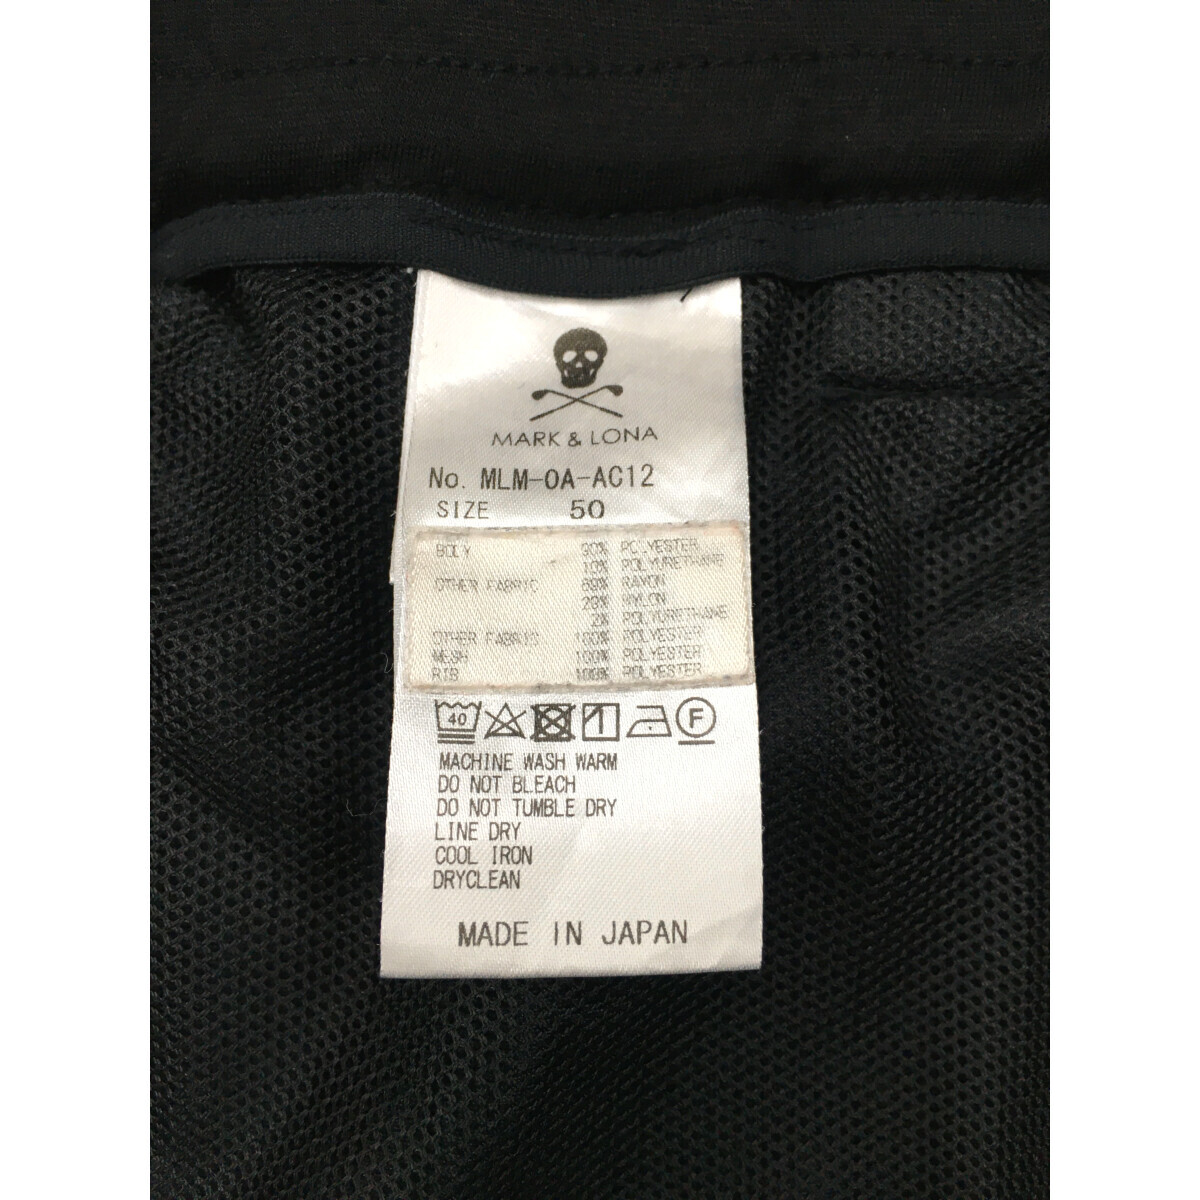 MARK & LONA
No. MLM-0A-AC12
SIZE 50
BODY 90% POLYESTER
10% POLYURETHANE
OTHER FABRIC 69% RAYON
29% NYLON
2% POLYURETHANE
OTHER FABRIC 100% POLYESTER
MESH 100% POLYESTER
RIB 100% POLYESTER
40 F
MACHINE WASH WARM
DO NOT BLEACH
DO NOT TUMBLE DRY
LINE DRY
COOL IRON
DRYCLEAN
MADE IN JAPAN